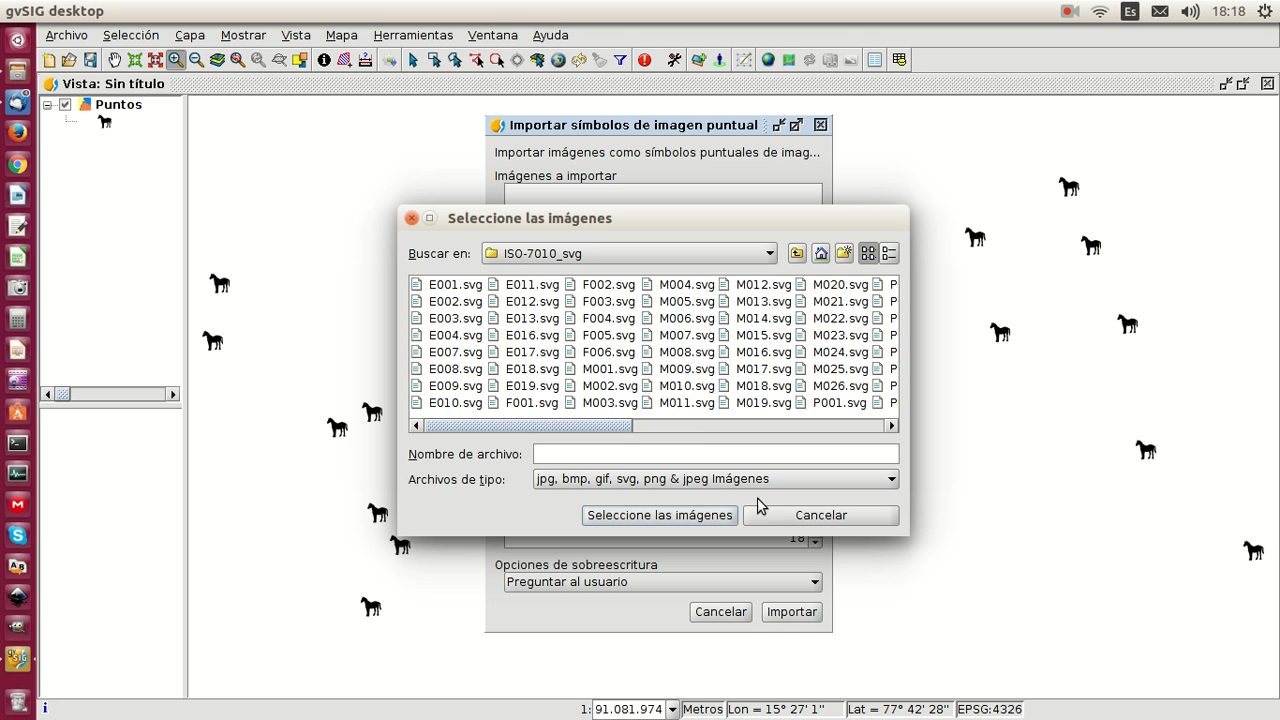 gvSIG desktop
Es
18:18
Archivo Selección Capa Mostrar Vista Mapa Herramientas Ventana Ayuda
Vista: Sin título
Puntos
Importar símbolos de imagen puntual
Importar imágenes como símbolos puntuales de imag...
Imágenes a importar
Seleccione las imágenes
Buscar en: ISO-7010_svg
E001.svg E011.svg F002.svg M004.svg M012.svg M020.svg P
E002.svg E012.svg F003.svg M005.svg M013.svg M021.svg P
E003.svg E013.svg F004.svg M006.svg M014.svg M022.svg P
E004.svg E016.svg F005.svg M007.svg M015.svg M023.svg P
E007.svg E017.svg F006.svg M008.svg M016.svg M024.svg P
E008.svg E018.svg M001.svg M009.svg M017.svg M025.svg P
E009.svg E019.svg M002.svg M010.svg M018.svg M026.svg P
E010.svg F001.svg M003.svg M011.svg M019.svg P001.svg P
Nombre de archivo:
Archivos de tipo: jpg, bmp, gif, svg, png & jpeg Imágenes
Seleccione las imágenes Cancelar
18
Opciones de sobreescritura
Preguntar al usuario
Cancelar Importar
1: 91.081.974 Metros Lon = 15° 27' 1" Lat = 77° 42' 28" EPSG:4326